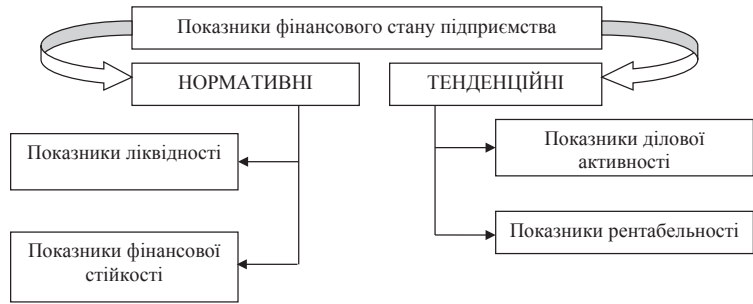 Показники фінансового стану підприємства
НОРМАТИВНІ
ТЕНДЕНЦІЙНІ
Показники ліквідності
Показники фінансової
стійкості
Показники ділової
активності
Показники рентабельності